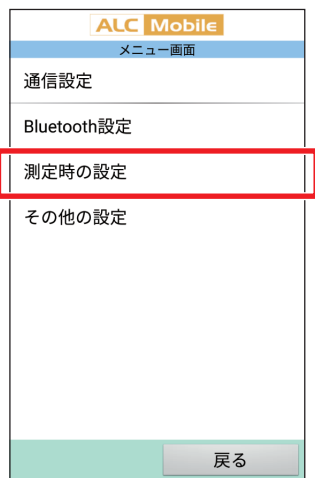 ALC Mobile
メニュー画面
通信設定
Bluetooth設定
測定時の設定
その他の設定
戻る